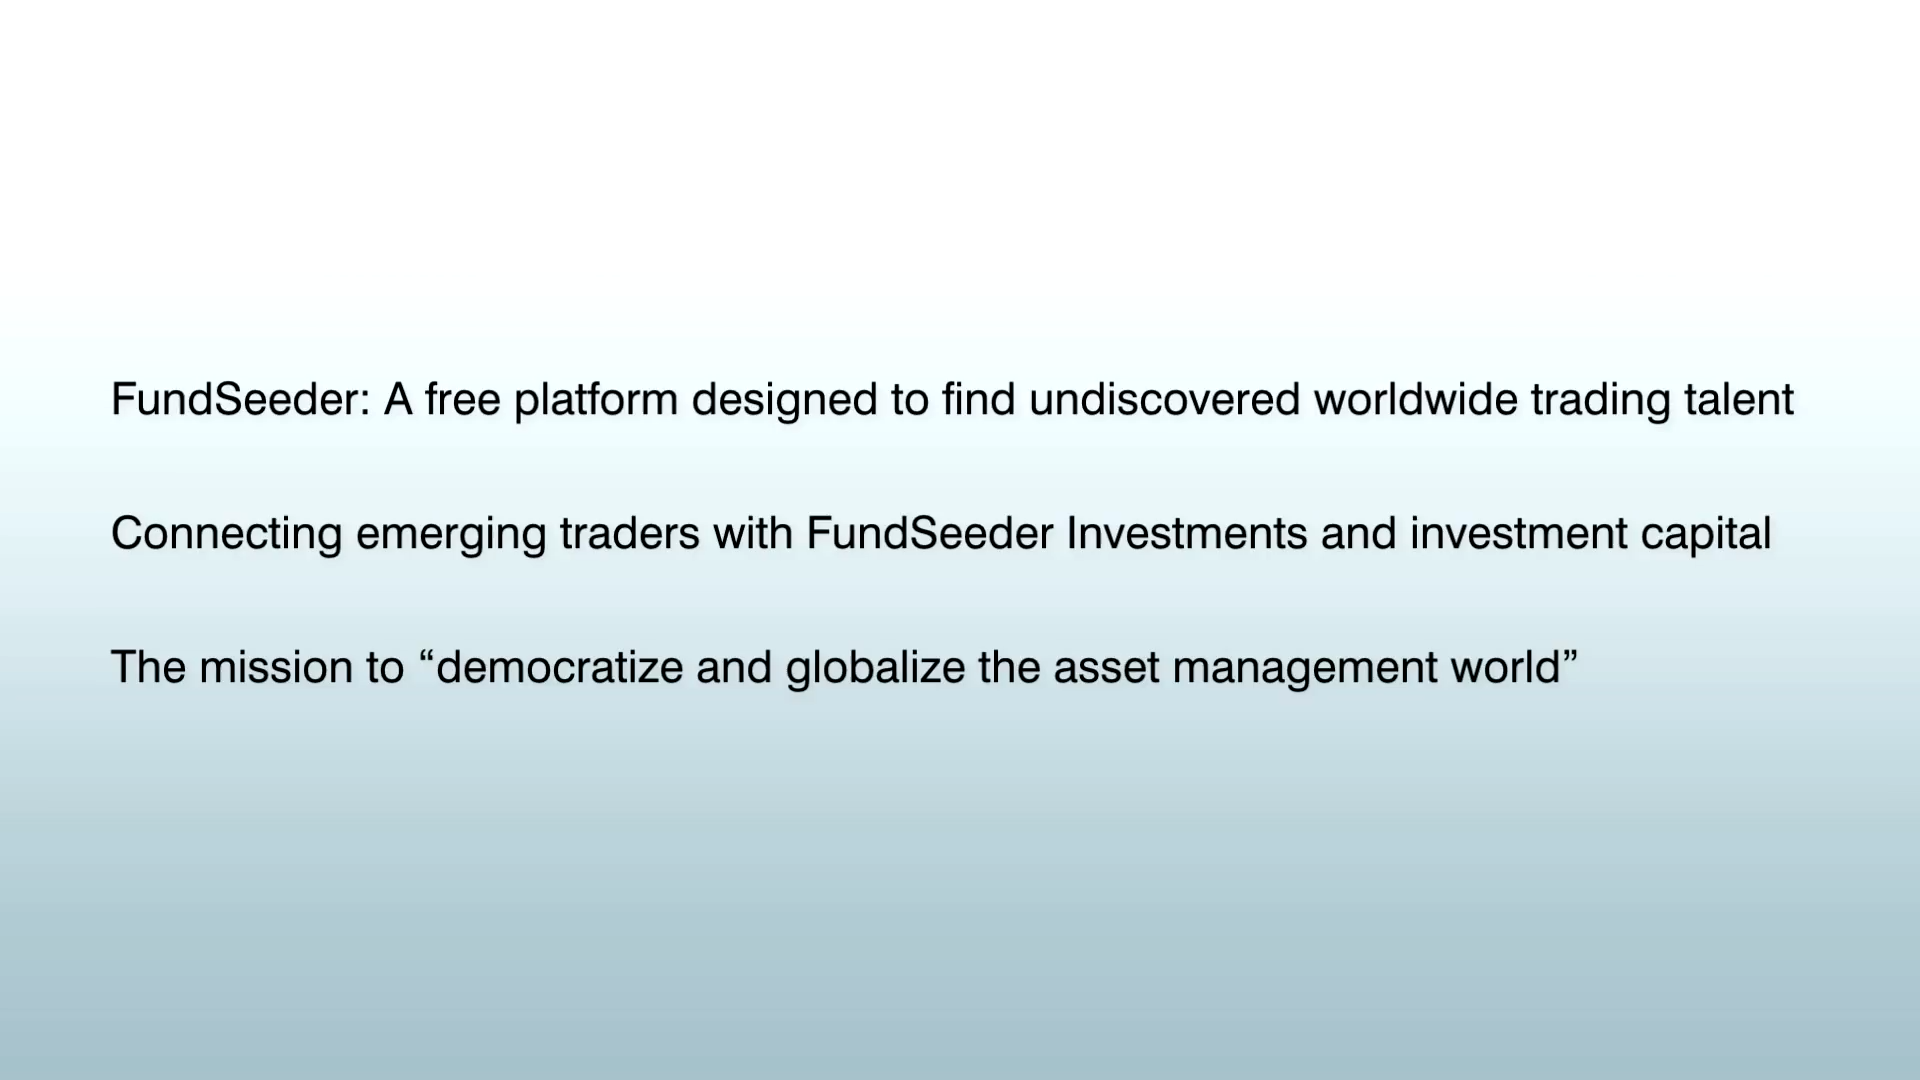 FundSeeder: A free platform designed to find undiscovered worldwide trading talent
Connecting emerging traders with FundSeeder Investments and investment capital
The mission to “democratize and globalize the asset management world”